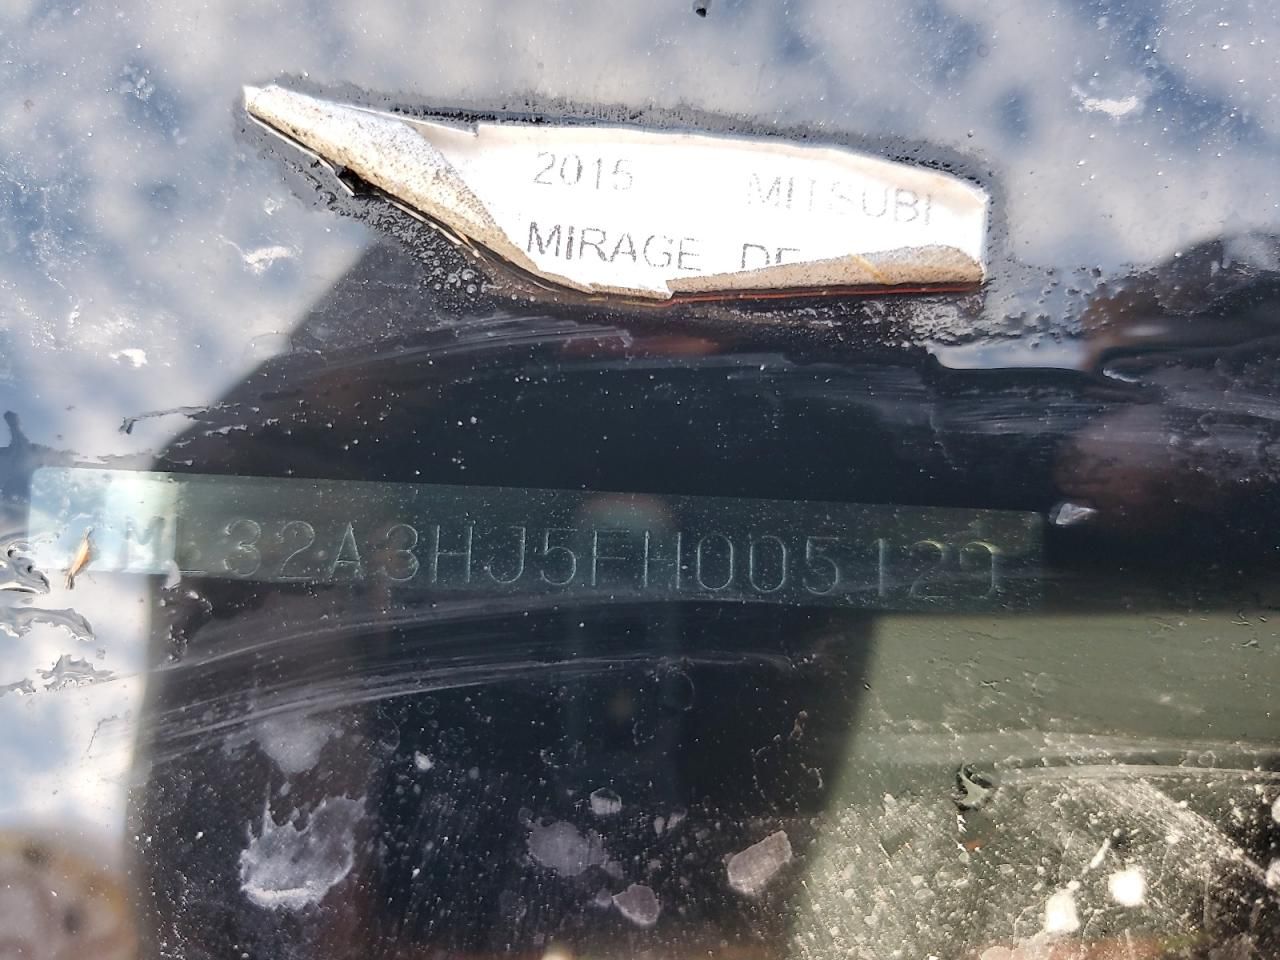 2015 MITSUBI
MIRAGE DE
ML32A3HJ5FH005129